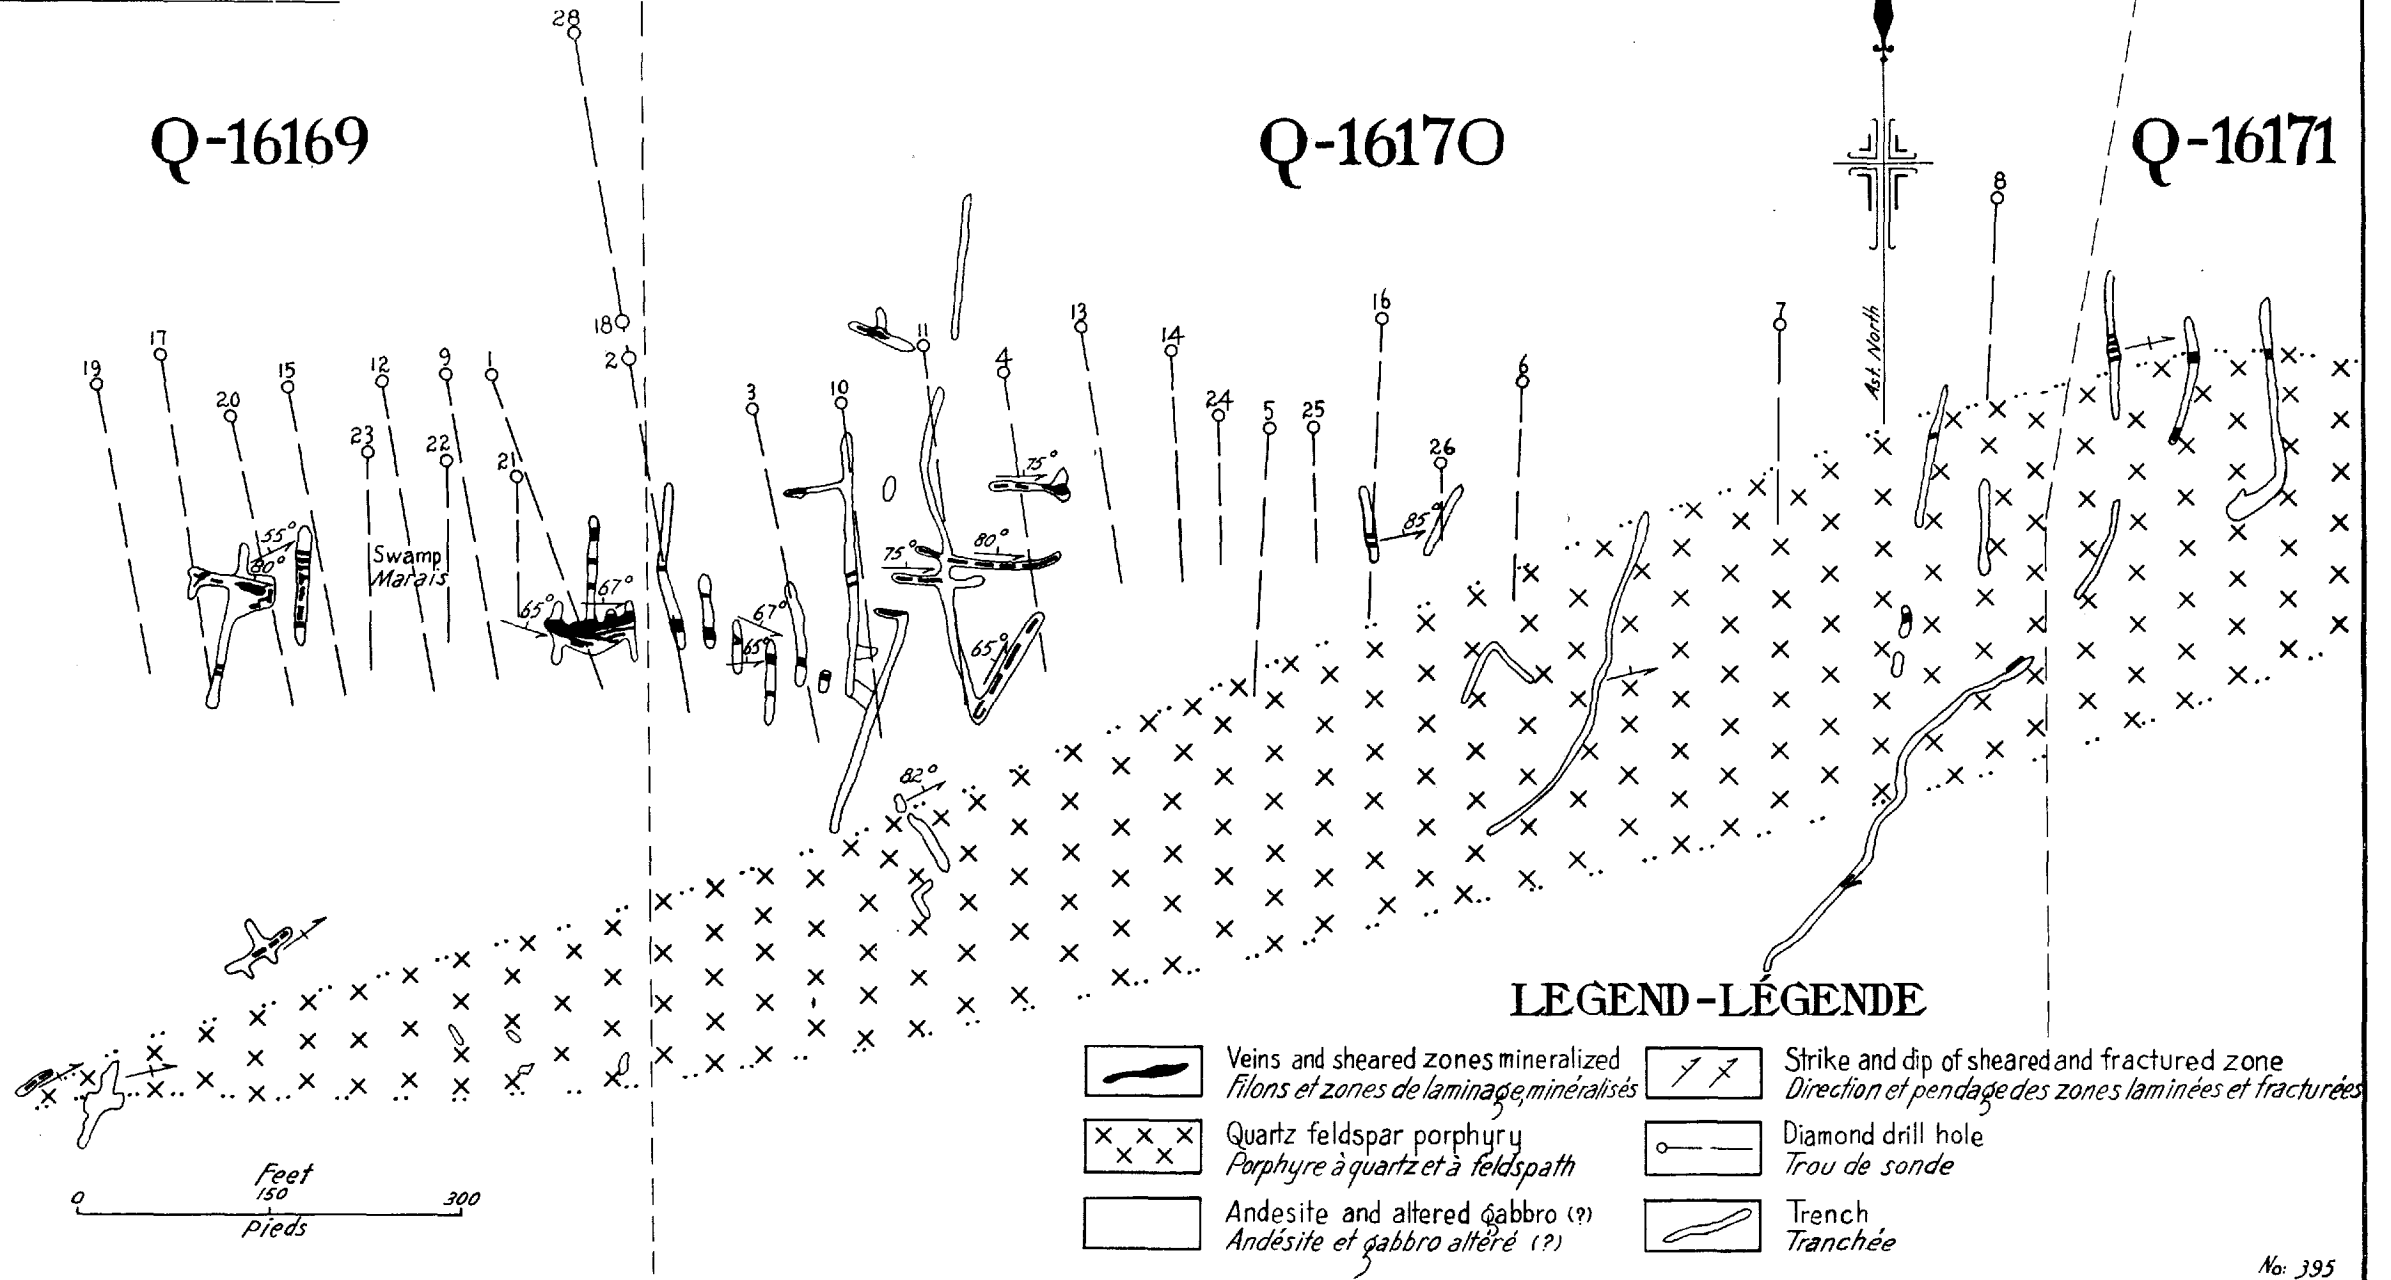 28
Q-16169
Q-16170
Q-16171
8
18
2
17
19
20
15
12
9
1
23
22
21
3
10
11
4
13
14
24
5
25
16
6
26
7
Ast. North
55°
80°
Swamp
Marais
65°
67°
67°
65°
75°
80°
75°
65°
85°
82°
LEGEND-LÉGENDE
Veins and sheared zones mineralized
Filons et zones de laminage, minéralisés
Quartz feldspar porphyry
Porphyre à quartz et à feldspath
Andesite and altered gabbro (?)
Andésite et gabbro altéré (?)
Strike and dip of sheared and fractured zone
Direction et pendage des zones laminées et fracturées
Diamond drill hole
Trou de sonde
Trench
Tranchée
Feet
0 150 300
Pieds
No: 395